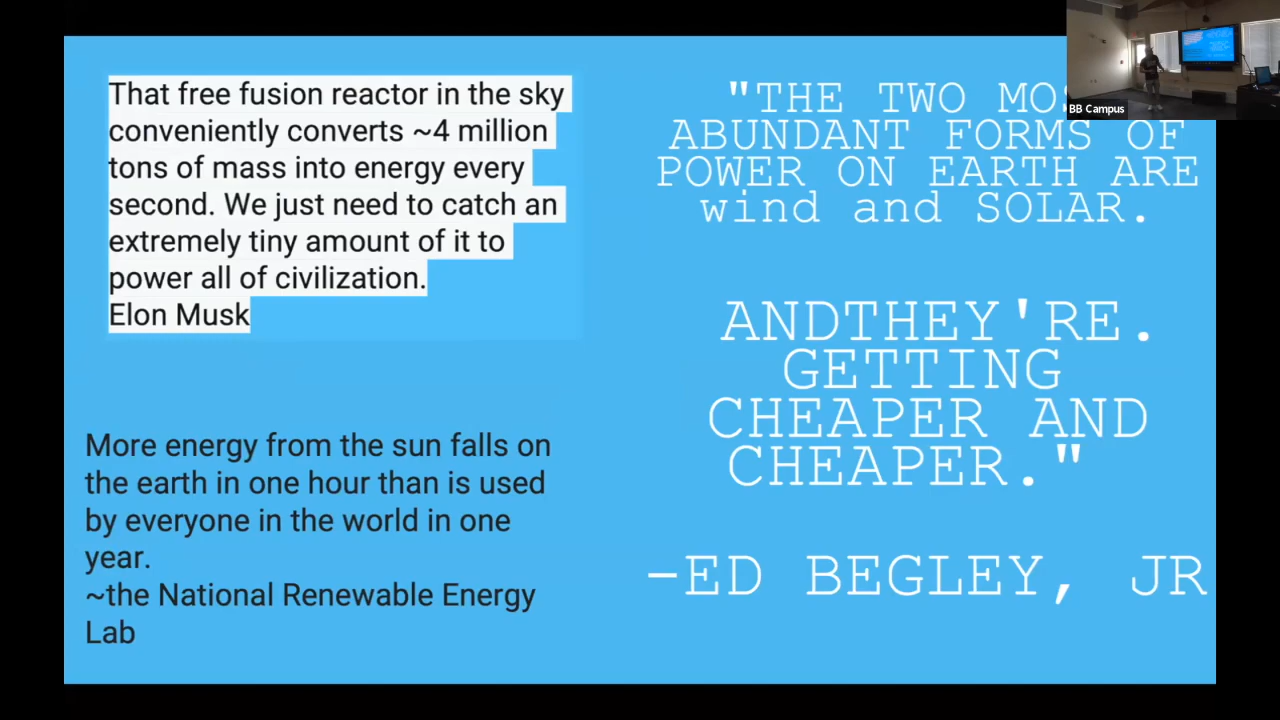 That free fusion reactor in the sky
conveniently converts ~4 million
tons of mass into energy every
second. We just need to catch an
extremely tiny amount of it to
power all of civilization.
Elon Musk
More energy from the sun falls on
the earth in one hour than is used
by everyone in the world in one
year.
~the National Renewable Energy
Lab
"THE TWO
ABUNDANT FORMS OF
POWER ON EARTH ARE
wind and SOLAR.
ANDTHEY'RE.
GETTING
CHEAPER AND
CHEAPER."
-ED BEGLEY, JR
BB Campus